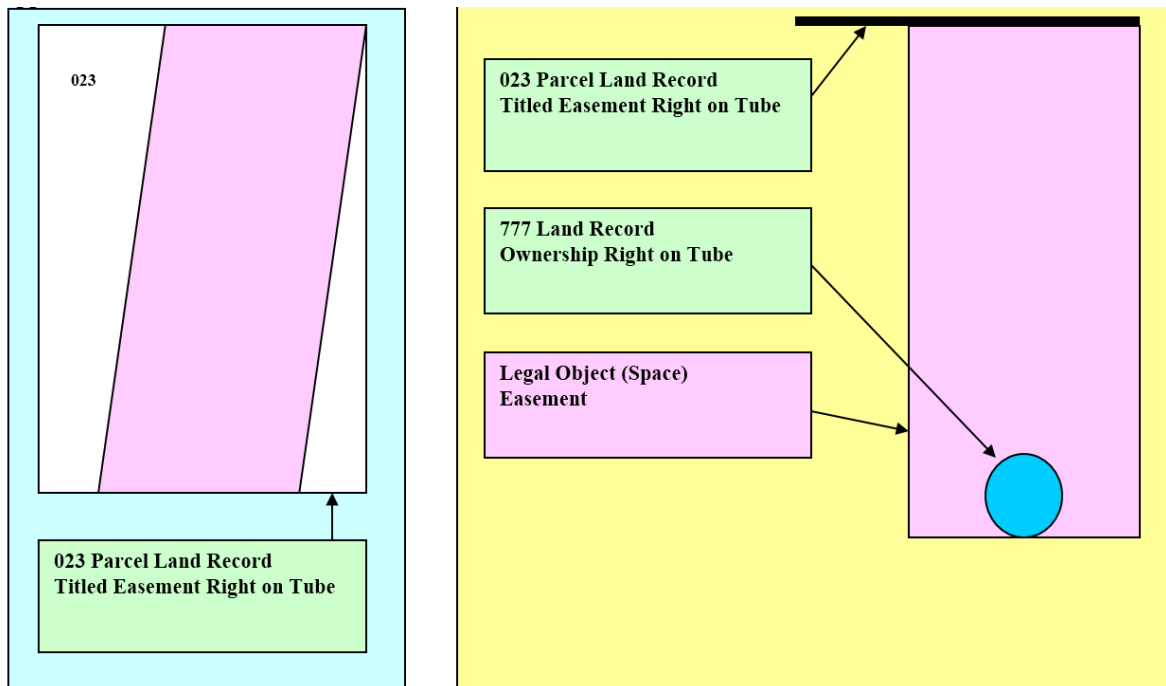 023
023 Parcel Land Record
Titled Easement Right on Tube
023 Parcel Land Record
Titled Easement Right on Tube
777 Land Record
Ownership Right on Tube
Legal Object (Space)
Easement